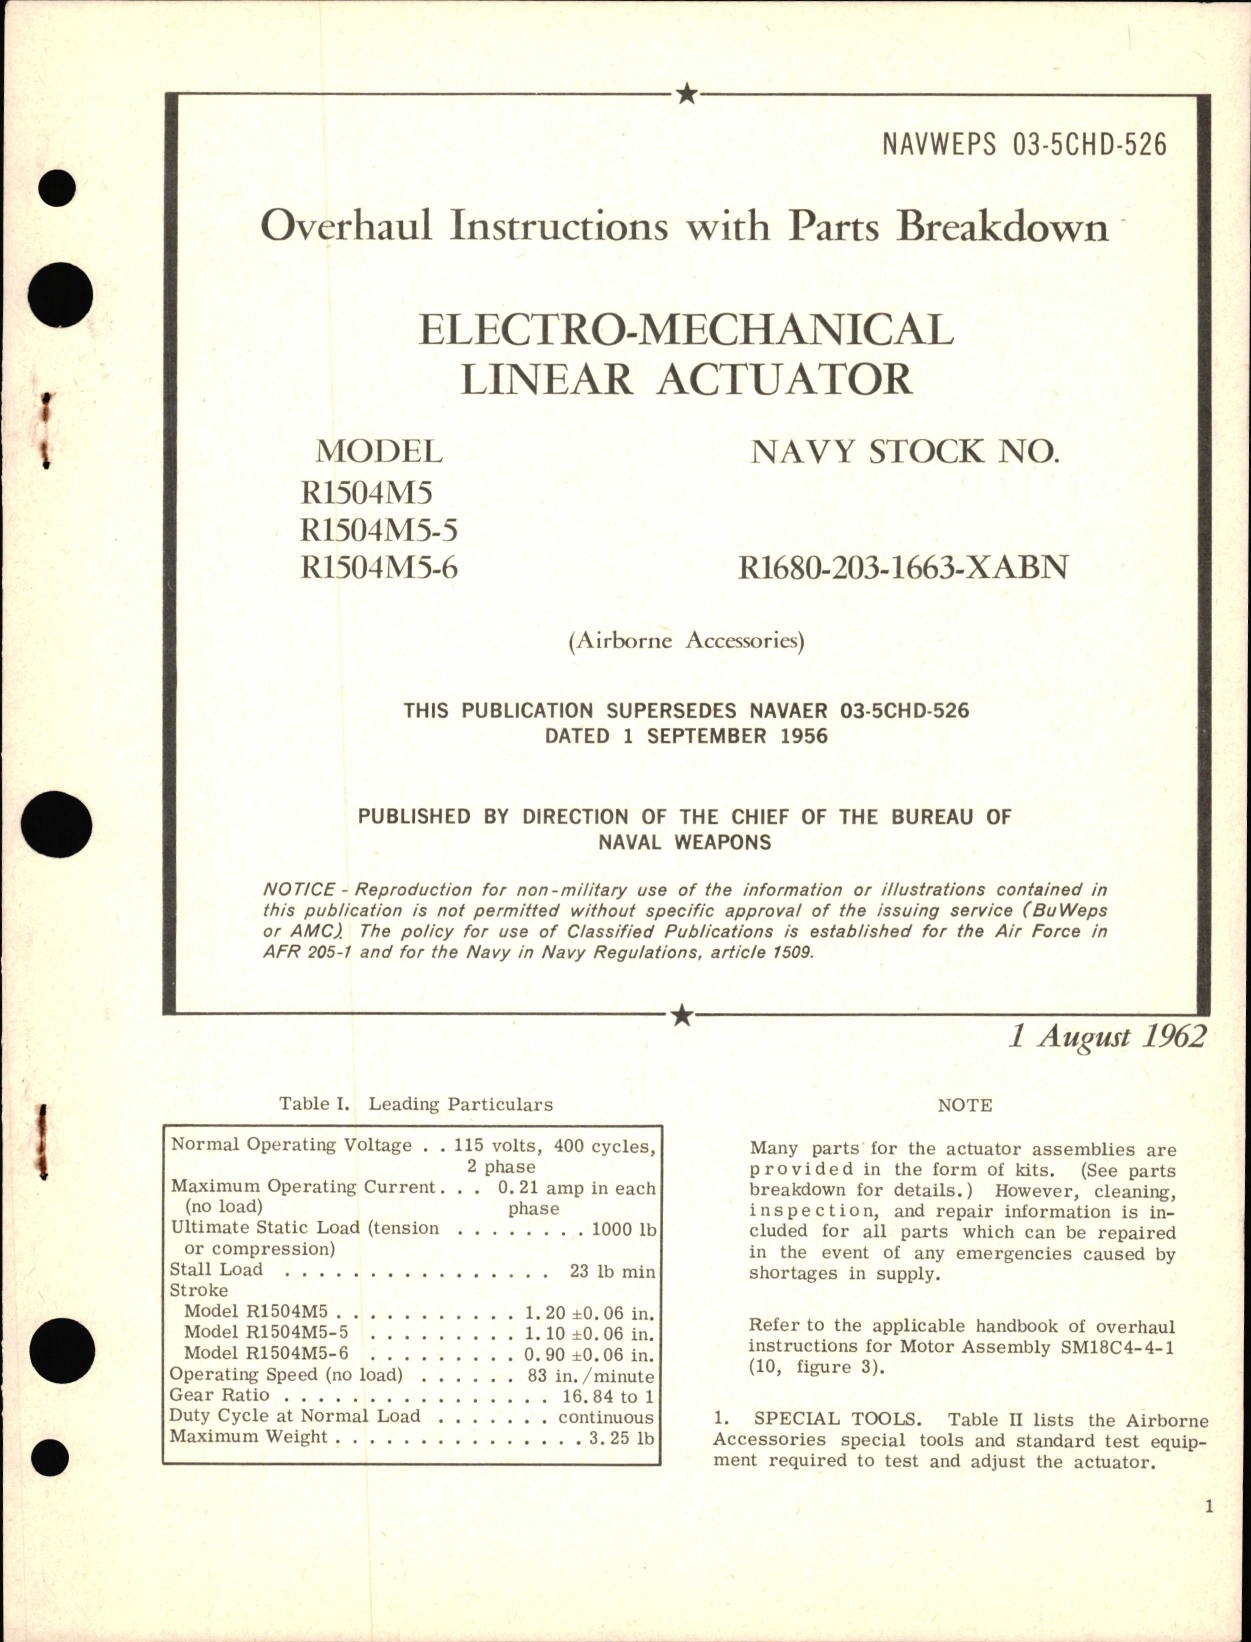 NAVWEPS 03-5CHD-526
Overhaul Instructions with Parts Breakdown
ELECTRO-MECHANICAL
LINEAR ACTUATOR
MODEL NAVY STOCK NO.
R1504M5
R1504M5-5
R1504M5-6 R1680-203-1663-XABN
(Airborne Accessories)
THIS PUBLICATION SUPERSEDES NAVAER 03-5CHD-526
DATED 1 SEPTEMBER 1956
PUBLISHED BY DIRECTION OF THE CHIEF OF THE BUREAU OF
NAVAL WEAPONS
NOTICE - Reproduction for non-military use of the information or illustrations contained in
this publication is not permitted without specific approval of the issuing service (BuWeps
or AMC). The policy for use of Classified Publications is established for the Air Force in
AFR 205-1 and for the Navy in Navy Regulations, article 1509.
1 August 1962
Table I. Leading Particulars
Normal Operating Voltage . . 115 volts, 400 cycles,
2 phase
Maximum Operating Current . . . 0.21 amp in each
(no load) phase
Ultimate Static Load (tension . . . . . . . . 1000 lb
or compression)
Stall Load . . . . . . . . . . . . . . . . 23 lb min
Stroke
Model R1504M5 . . . . . . . . . . . 1.20 ±0.06 in.
Model R1504M5-5 . . . . . . . . . 1.10 ±0.06 in.
Model R1504M5-6 . . . . . . . . . 0.90 ±0.06 in.
Operating Speed (no load) . . . . . . 83 in./minute
Gear Ratio . . . . . . . . . . . . . . . . 16.84 to 1
Duty Cycle at Normal Load . . . . . . . continuous
Maximum Weight . . . . . . . . . . . . . . . 3.25 lb
NOTE
Many parts for the actuator assemblies are
provided in the form of kits. (See parts
breakdown for details.) However, cleaning,
inspection, and repair information is in-
cluded for all parts which can be repaired
in the event of any emergencies caused by
shortages in supply.
Refer to the applicable handbook of overhaul
instructions for Motor Assembly SM18C4-4-1
(10, figure 3).
1. SPECIAL TOOLS. Table II lists the Airborne
Accessories special tools and standard test equip-
ment required to test and adjust the actuator.
1